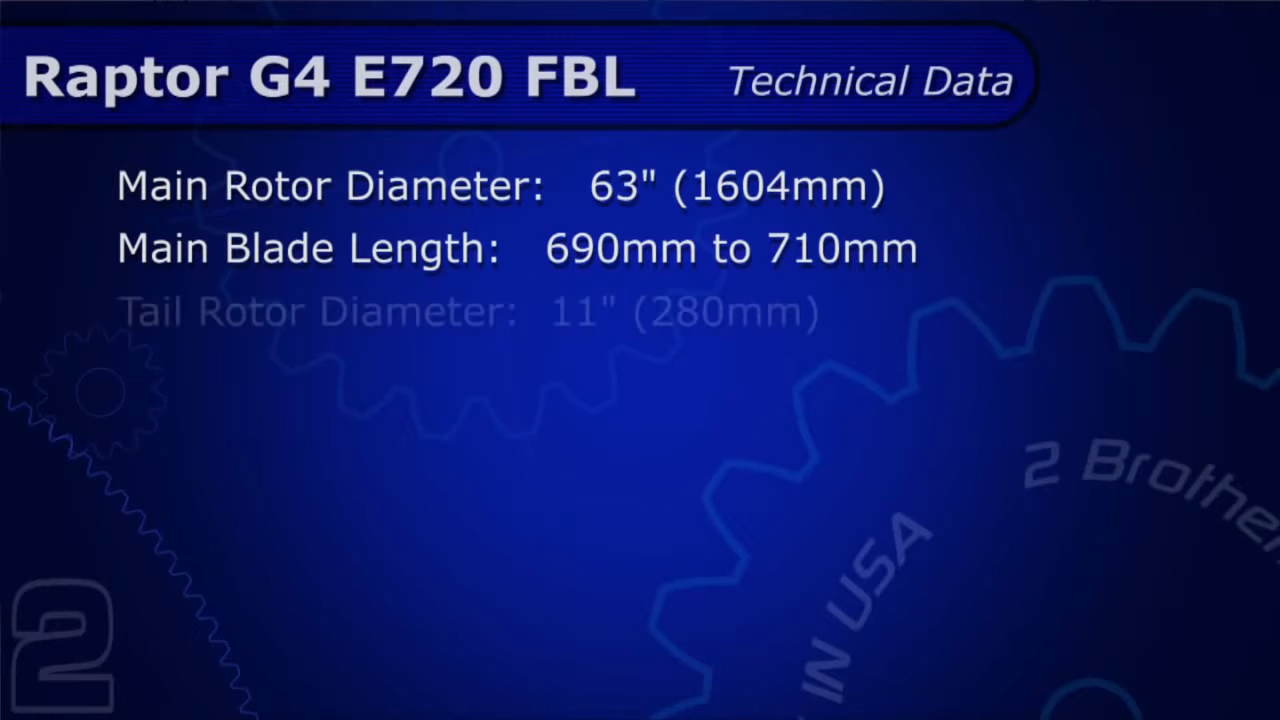 Raptor G4 E720 FBL Technical Data
Main Rotor Diameter: 63" (1604mm)
Main Blade Length: 690mm to 710mm
Tail Rotor Diameter: 11" (280mm)
2 Brother
IN USA
2